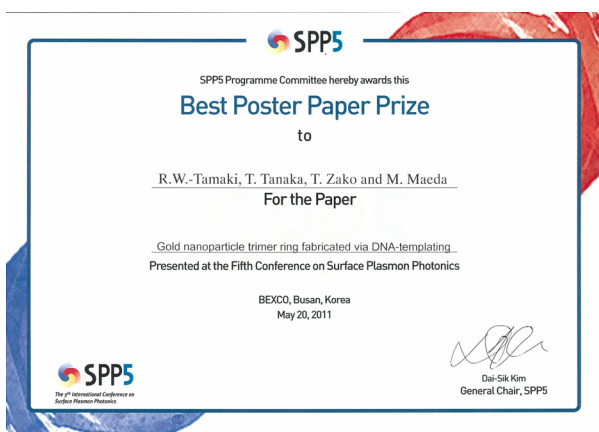 SPP5
SPP5 Programme Committee hereby awards this
Best Poster Paper Prize
to
R.W.-Tamaki, T. Tanaka, T. Zako and M. Maeda
For the Paper
Gold nanoparticle trimer ring fabricated via DNA-templating
Presented at the Fifth Conference on Surface Plasmon Photonics
BEXCO, Busan, Korea
May 20, 2011
Dai-Sik Kim
General Chair, SPP5
SPP5
The 5th International Conference on
Surface Plasmon Photonics